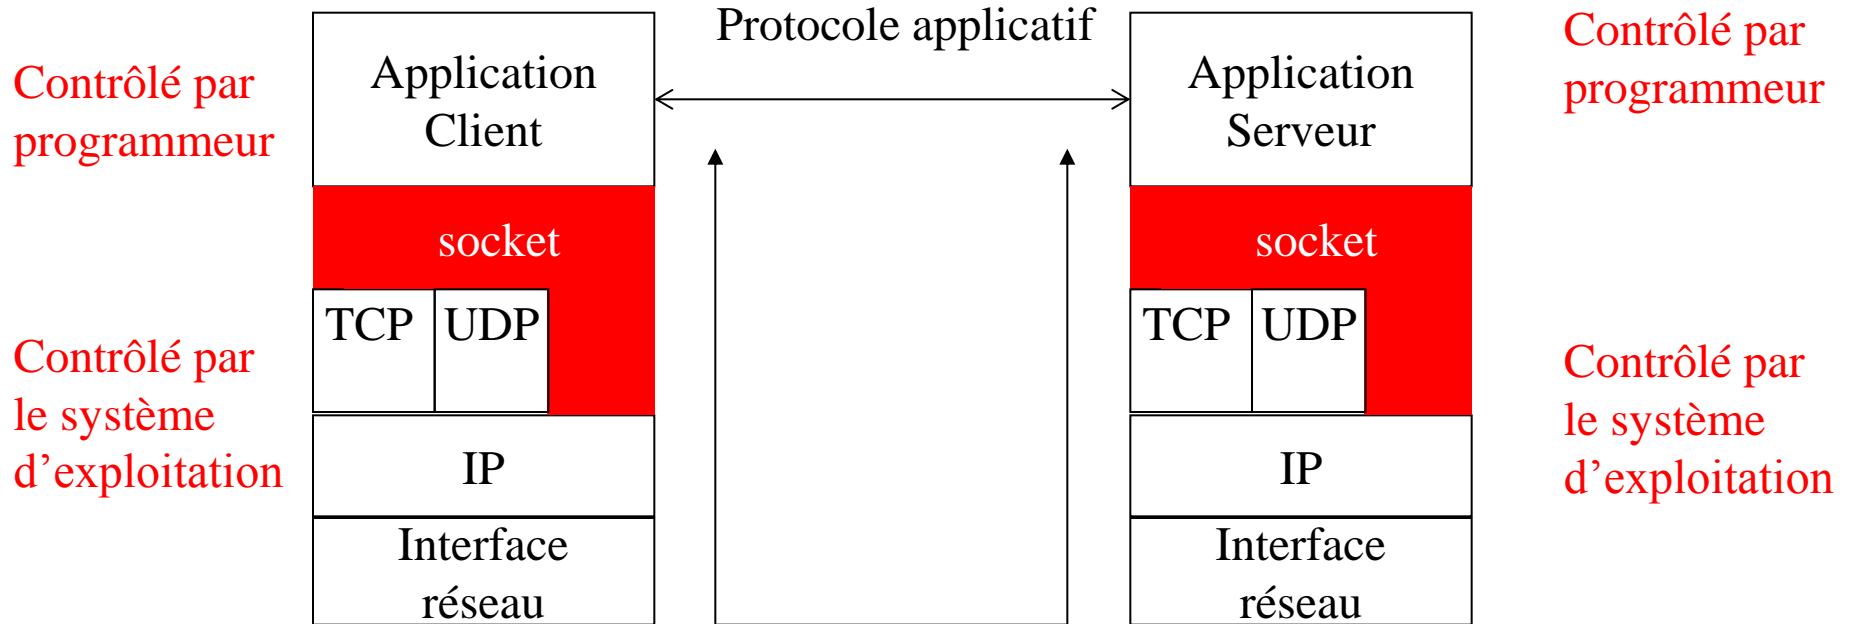 Protocole applicatif
Contrôlé par
programmeur
Application
Client
Application
Serveur
Contrôlé par
programmeur
socket
socket
TCP
UDP
TCP
UDP
Contrôlé par
le système
d’exploitation
IP
IP
Contrôlé par
le système
d’exploitation
Interface
réseau
Interface
réseau